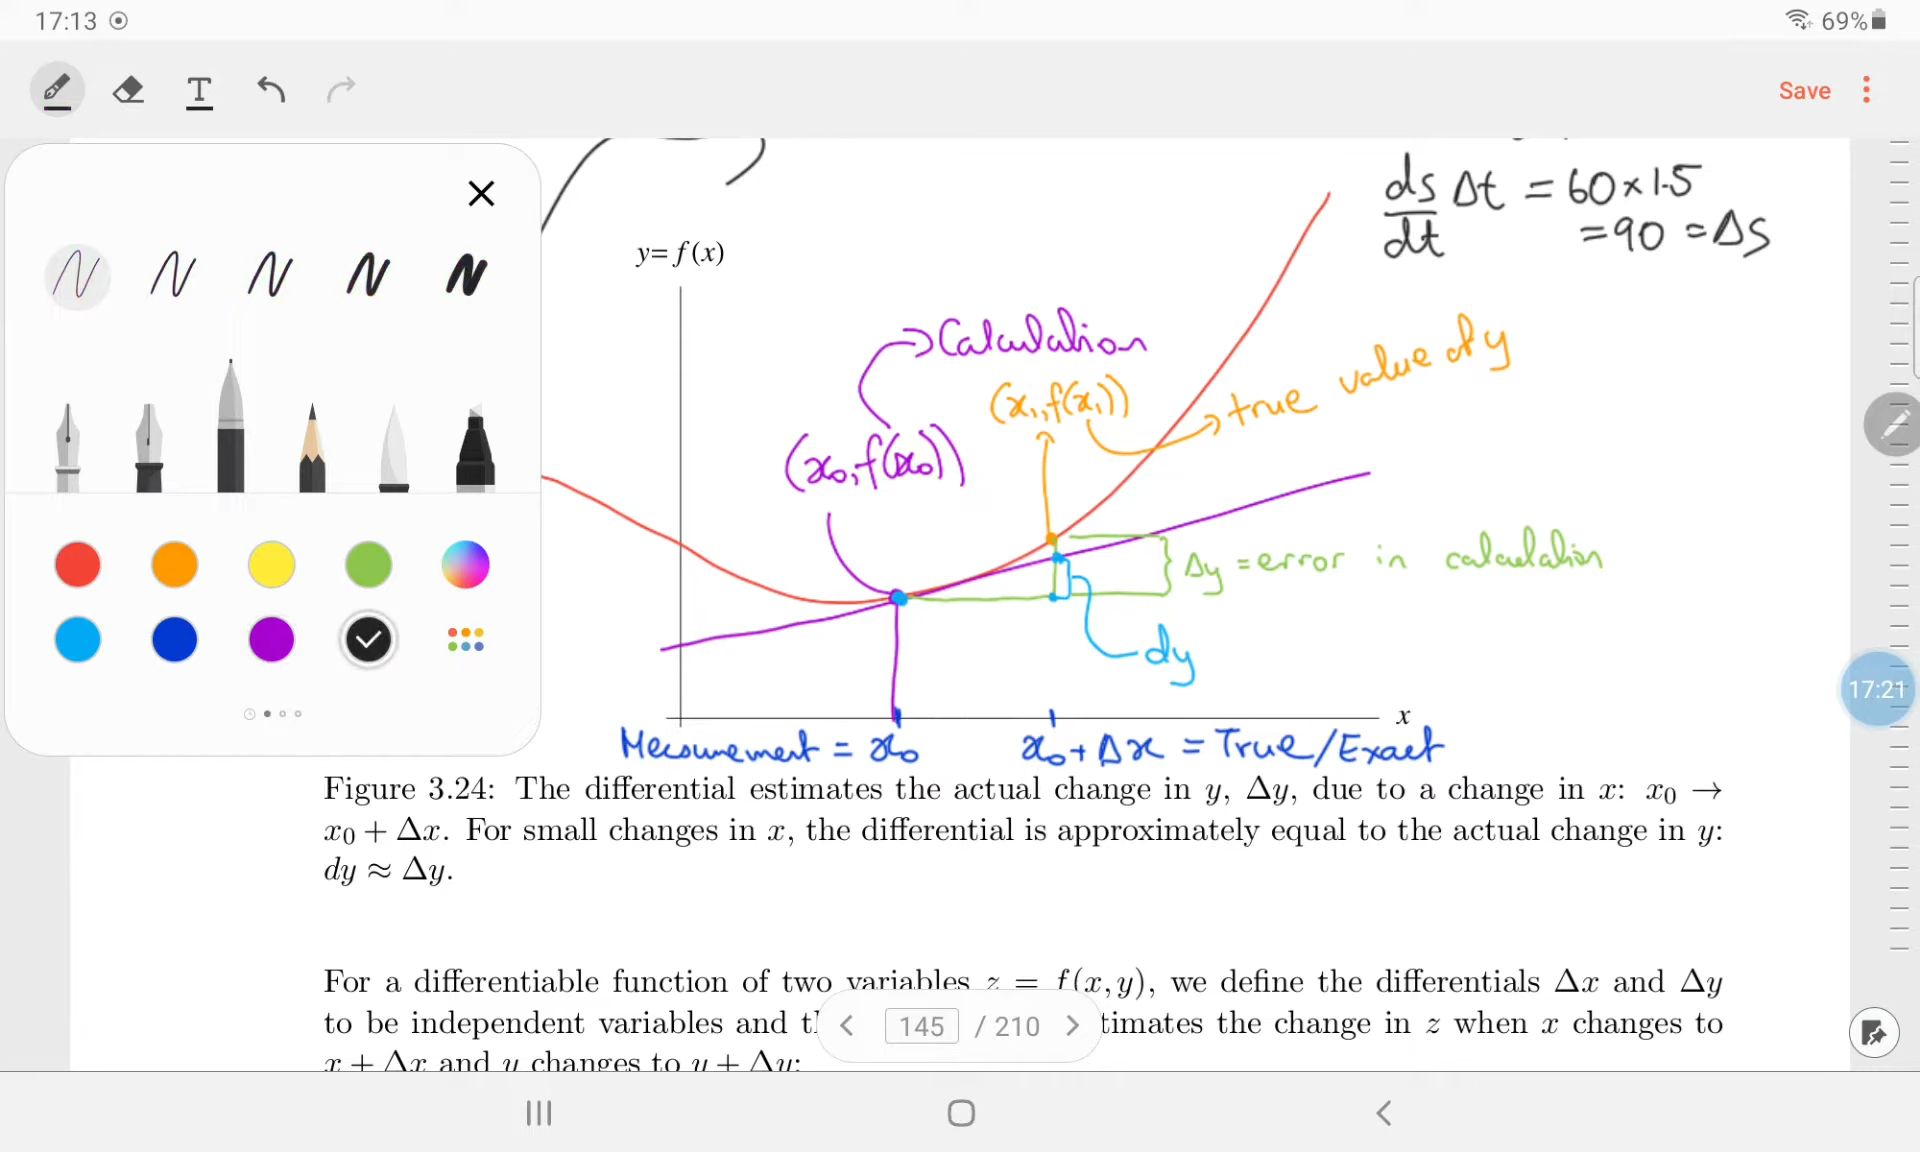 17:13
69%
Save
ds/dt Δt = 60 × 1.5
= 90 = ΔS
y= f(x)
Calculation
(x₁, f(x₁))
true value of y
(x₀, f(x₀))
Δy = error in calculation
dy
17:21
x
Measurement = x₀
x₀ + Δx = True/Exact
Figure 3.24: The differential estimates the actual change in y, Δy, due to a change in x: x₀ →
x₀ + Δx. For small changes in x, the differential is approximately equal to the actual change in y:
dy ≈ Δy.
For a differentiable function of two variables z = f(x, y), we define the differentials Δx and Δy
to be independent variables and timates the change in z when x changes to
x + Δx and y changes to y + Δy:
145 / 210